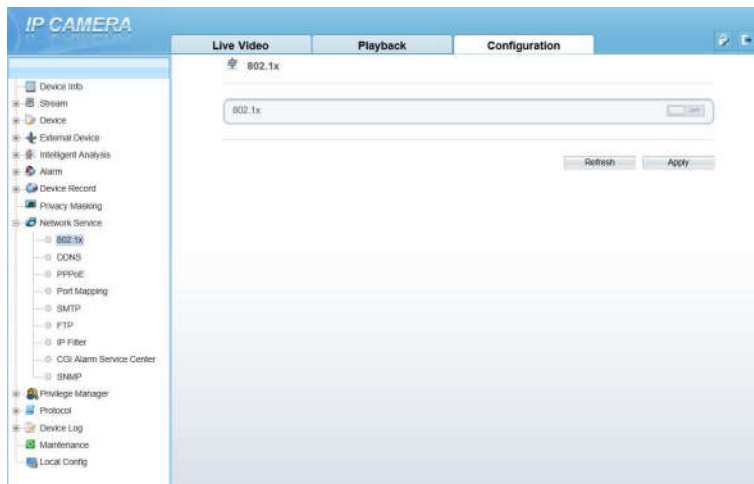 IP CAMERA
Live Video
Playback
Configuration
802.1x
Device Info
Stream
Device
External Device
Intelligent Analysis
Alarm
Device Record
Privacy Masking
Network Service
802.1x
DDNS
PPPoE
Port Mapping
SMTP
FTP
IP Filter
CGI Alarm Service Center
SNMP
Privilege Manager
Protocol
Device Log
Maintenance
Local Config
802.1x
OFF
Refresh
Apply